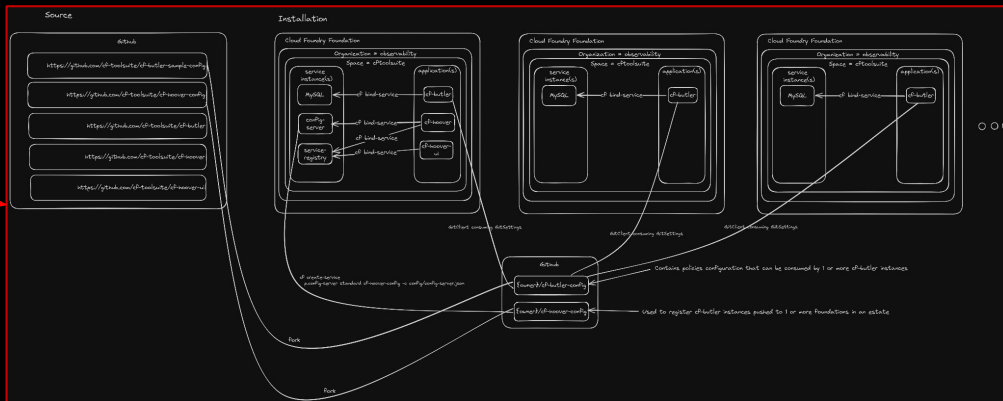 Source
Github
https://github.com/cf-toolsuite/cf-butler-sample-config
https://github.com/cf-toolsuite/cf-hoover-config
https://github.com/cf-toolsuite/cf-butler
https://github.com/cf-toolsuite/cf-hoover
https://github.com/cf-toolsuite/cf-hoover-ui
Installation
Cloud Foundry Foundation
Organization = observability
Space = cftoolsuite
service
instance(s)
application(s)
MySQL
cf bind-service
cf-butler
config-
server
cf bind-service
cf-hoover
cf bind-service
service-
registry
cf bind-service
cf-hoover-
ui
Cloud Foundry Foundation
Organization = observability
Space = cftoolsuite
service
instance(s)
application(s)
MySQL
cf bind-service
cf-butler
Cloud Foundry Foundation
Organization = observability
Space = cftoolsuite
service
instance(s)
application(s)
MySQL
cf bind-service
cf-butler
GitClient consuming GitSettings
GitClient consuming GitSettings
GitClient consuming GitSettings
cf create-service
p.config-server standard cf-hoover-config -c config/config-server.json
Github
{owner}/cf-butler-config
{owner}/cf-hoover-config
Contains policies configuration that can be consumed by 1 or more cf-butler instances
Used to register cf-butler instances pushed to 1 or more foundations in an estate
fork
fork